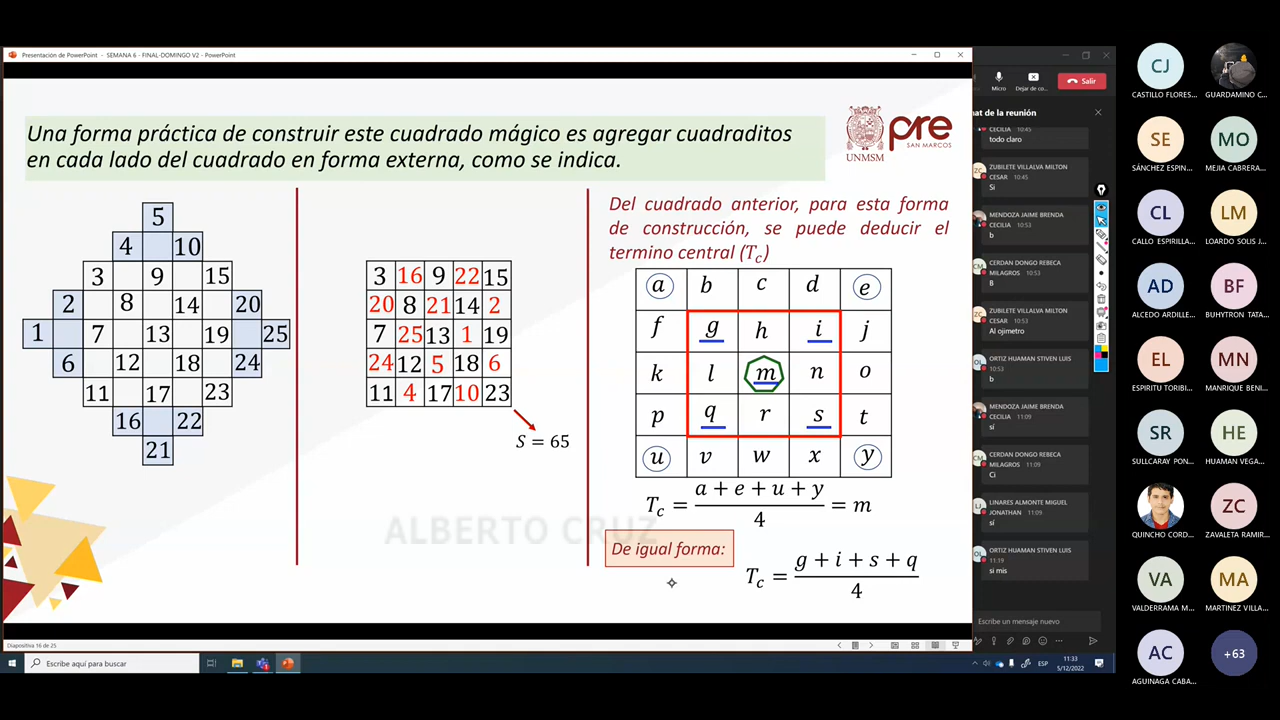 Presentación de PowerPoint - SEMANA 6 - FINAL-DOMINGO V2 - PowerPoint
Una forma práctica de construir este cuadrado mágico es agregar cuadraditos
en cada lado del cuadrado en forma externa, como se indica.
UNMSM
pre
SAN MARCOS
5
4 10
3 9 15
2 8 14 20
1 7 13 19 25
6 12 18 24
11 17 23
16 22
21
3 16 9 22 15
20 8 21 14 2
7 25 13 1 19
24 12 5 18 6
11 4 17 10 23
S = 65
Del cuadrado anterior, para esta forma
de construcción, se puede deducir el
termino central (Tc)
a b c d e
f g h i j
k l m n o
p q r s t
u v w x y
Tc = (a + e + u + y)/4 = m
De igual forma:
Tc = (g + i + s + q)/4
ALBERTO CRUZ
Diapositiva 16 de 25
Escribe aquí para buscar
ESP
11:33
5/12/2022
Micro
Dejar de co...
Salir
hat de la reunión
CECILIA 10:45
todo claro
ZUBILETE VILLALVA MILTON
CESAR 10:45
Si
MENDOZA JAIME BRENDA
CECILIA 10:53
b
CERDAN DONGO REBECA
MILAGROS 10:53
B
ZUBILETE VILLALVA MILTON
CESAR 10:53
Al ojimetro
ORTIZ HUAMAN STIVEN LUIS
10:53
b
MENDOZA JAIME BRENDA
CECILIA 11:09
sí
CERDAN DONGO REBECA
MILAGROS 11:09
Ci
LINARES ALMONTE MIGUEL
JONATHAN 11:09
sí
ORTIZ HUAMAN STIVEN LUIS
11:19
si mis
Escribe un mensaje nuevo
CJ
CASTILLO FLORES...
GUARDAMINO C...
SE
SÁNCHEZ ESPIN...
MO
MEJIA CABRERA...
CL
CALLO ESPIRILLA...
LM
LOARDO SOLIS J...
AD
ALCEDO ARDILLE...
BF
BUHYTRON TATA...
EL
ESPIRITU TORIBI...
MN
MANRIQUE BENI...
SR
SULLCARAY PON...
HE
HUAMAN VEGA...
QUINCHO CORD...
ZC
ZAVALETA RAMIR...
VA
VALDERRAMA M...
MA
MARTINEZ VILLA...
AC
AGUINAGA CABA...
+63